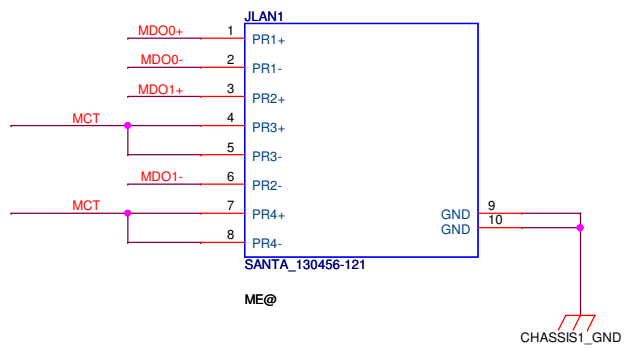 JLAN1
MDO0+ 1 PR1+
MDO0- 2 PR1-
MDO1+ 3 PR2+
MCT 4 PR3+
5 PR3-
MDO1- 6 PR2-
MCT 7 PR4+ GND 9
8 PR4- GND 10
SANTA_130456-121
ME@
CHASSIS1_GND